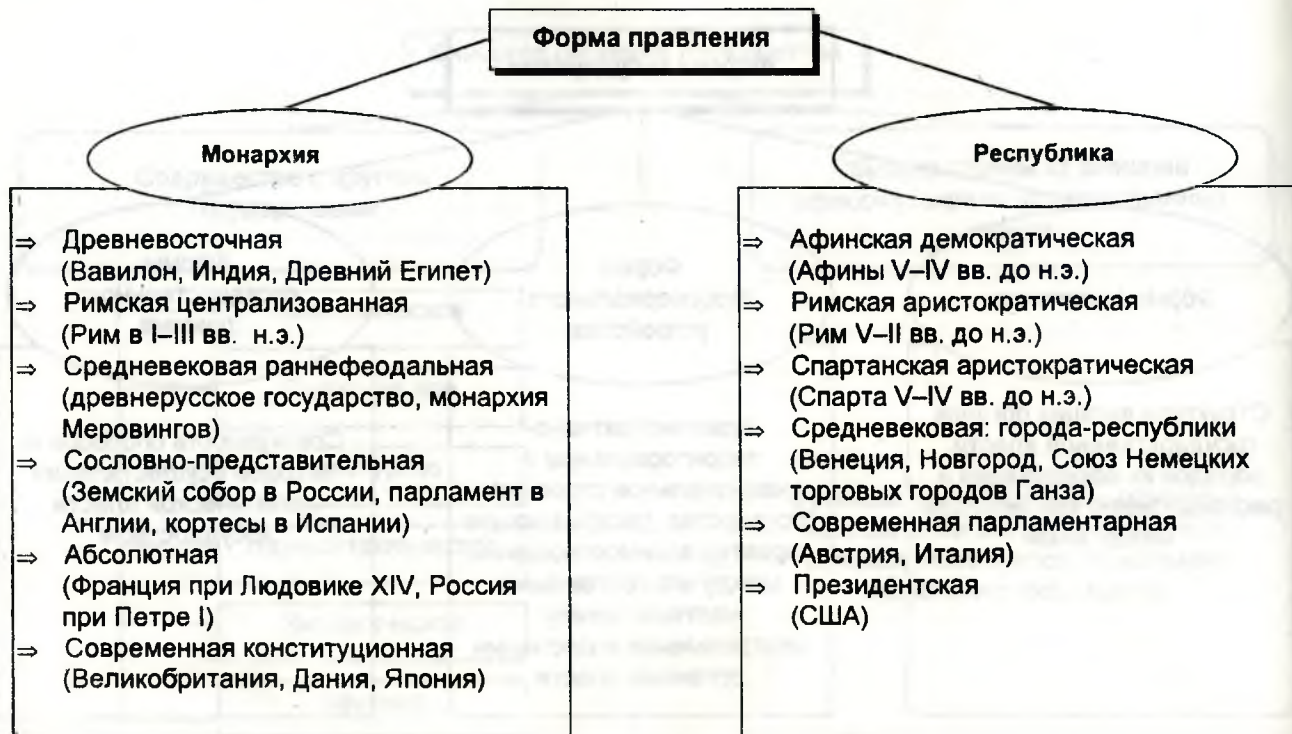 Форма правления
Монархия
⇒ Древневосточная
(Вавилон, Индия, Древний Египет)
⇒ Римская централизованная
(Рим в I–III вв. н.э.)
⇒ Средневековая раннефеодальная
(древнерусское государство, монархия
Меровингов)
⇒ Сословно-представительная
(Земский собор в России, парламент в
Англии, кортесы в Испании)
⇒ Абсолютная
(Франция при Людовике XIV, Россия
при Петре I)
⇒ Современная конституционная
(Великобритания, Дания, Япония)
Республика
⇒ Афинская демократическая
(Афины V–IV вв. до н.э.)
⇒ Римская аристократическая
(Рим V–II вв. до н.э.)
⇒ Спартанская аристократическая
(Спарта V–IV вв. до н.э.)
⇒ Средневековая: города-республики
(Венеция, Новгород, Союз Немецких
торговых городов Ганза)
⇒ Современная парламентарная
(Австрия, Италия)
⇒ Президентская
(США)